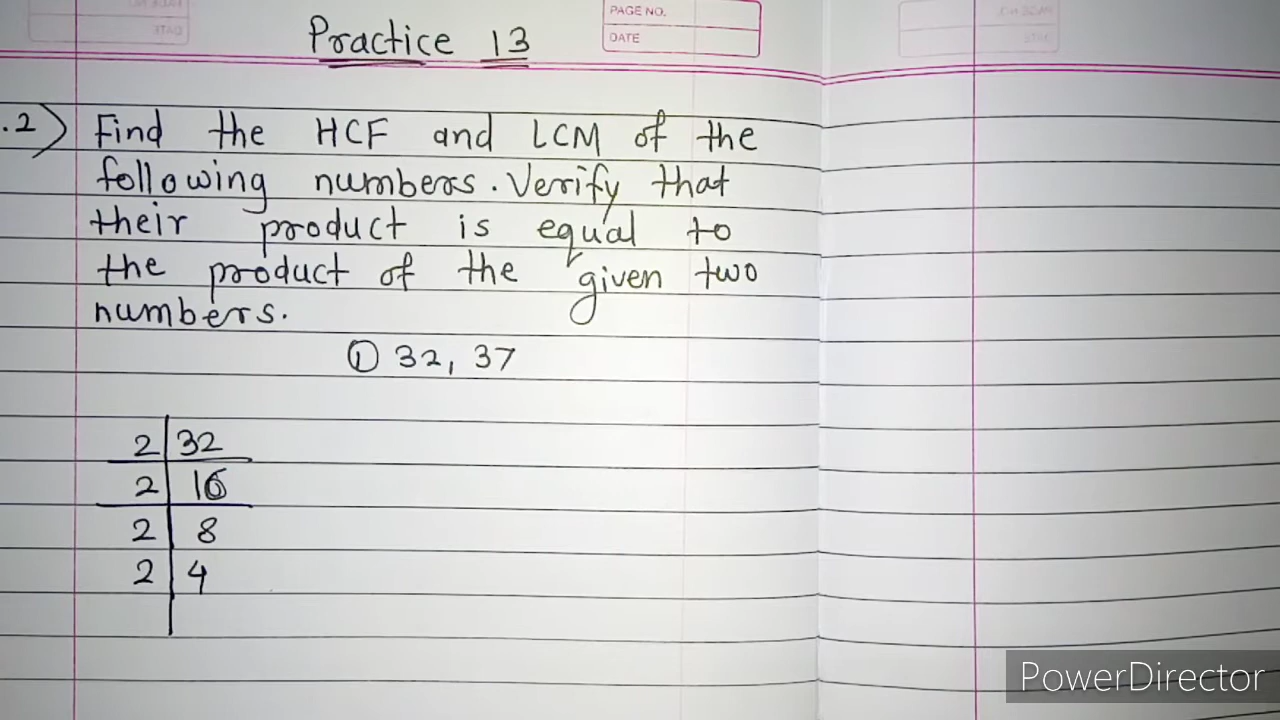 PAGE NO.
DATE
Practice 13
.2) Find the HCF and LCM of the
following numbers. Verify that
their product is equal to
the product of the given two
numbers.
① 32, 37
2 | 32
2 | 16
2 | 8
2 | 4
PowerDirector